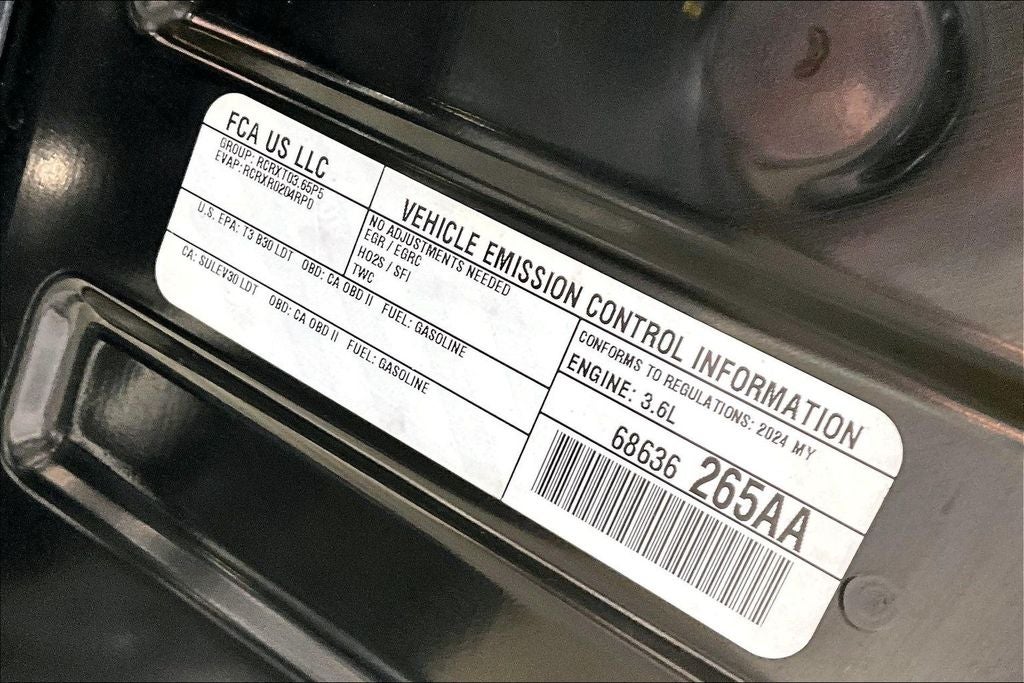 FCA US LLC
GROUP: RCRXT03.65P5
EVAP: RCRXR0204RP0
VEHICLE EMISSION CONTROL INFORMATION
NO ADJUSTMENTS NEEDED
EGR / EGRC
HO2S / SFI
TWC
U.S. EPA: T3 B30 LDT OBD: CA OBD II FUEL: GASOLINE
CA: SULEV30 LDT OBD: CA OBD II FUEL: GASOLINE
CONFORMS TO REGULATIONS: 2024 MY
ENGINE: 3.6L
68636 265AA